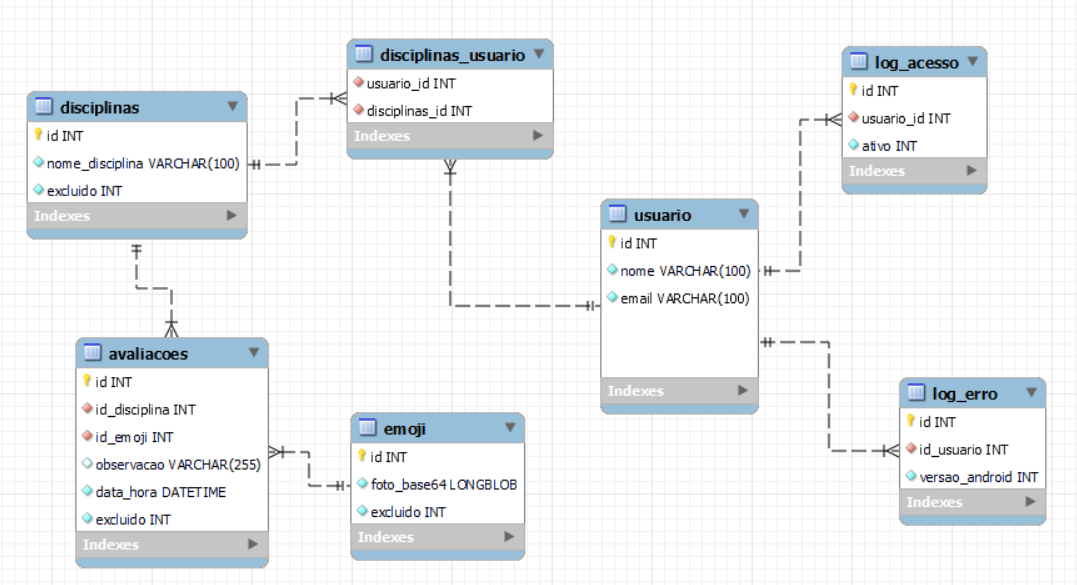 disciplinas
id INT
nome_disciplina VARCHAR(100)
excluido INT
Indexes
disciplinas_usuario
usuario_id INT
disciplinas_id INT
Indexes
log_acesso
id INT
usuario_id INT
ativo INT
Indexes
usuario
id INT
nome VARCHAR(100)
email VARCHAR(100)
Indexes
avaliacoes
id INT
id_disciplina INT
id_emoji INT
observacao VARCHAR(255)
data_hora DATETIME
excluido INT
Indexes
emoji
id INT
foto_base64 LONGBLOB
excluido INT
Indexes
log_erro
id INT
id_usuario INT
versao_android INT
Indexes